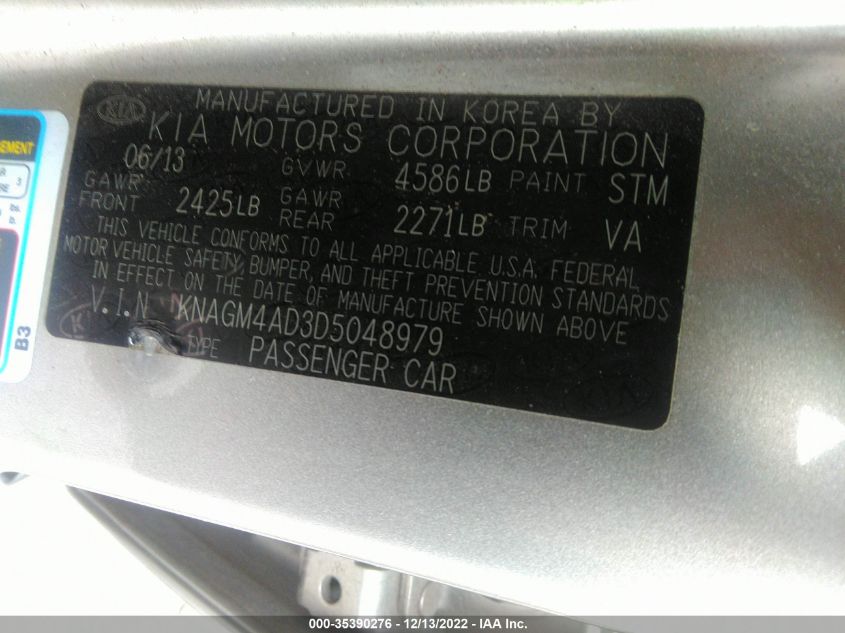 MANUFACTURED IN KOREA BY
KIA MOTORS CORPORATION
06/13 GVWR 4586LB PAINT STM
GAWR FRONT 2425LB GAWR REAR 2271LB TRIM VA
THIS VEHICLE CONFORMS TO ALL APPLICABLE U.S.A. FEDERAL
MOTOR VEHICLE SAFETY, BUMPER, AND THEFT PREVENTION STANDARDS
IN EFFECT ON THE DATE OF MANUFACTURE SHOWN ABOVE
V.I.N KNAGM4AD3D5048979
TYPE PASSENGER CAR
KIA
B3
3
000-35390276 - 12/13/2022 - IAA Inc.